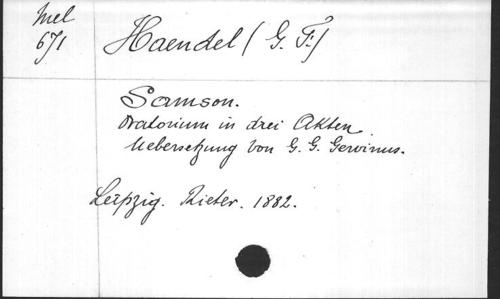 Mel
671
Haendel (G. F.)
Samson.
Oratorium in drei Akten.
Uebersetzung von G. G. Gervinus.
Leipzig. Rieter. 1882.